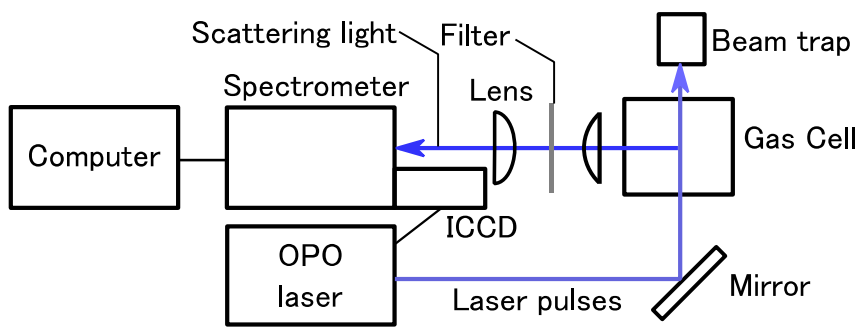 Scattering light
Filter
Beam trap
Spectrometer
Lens
Computer
Gas Cell
ICCD
OPO
laser
Laser pulses
Mirror